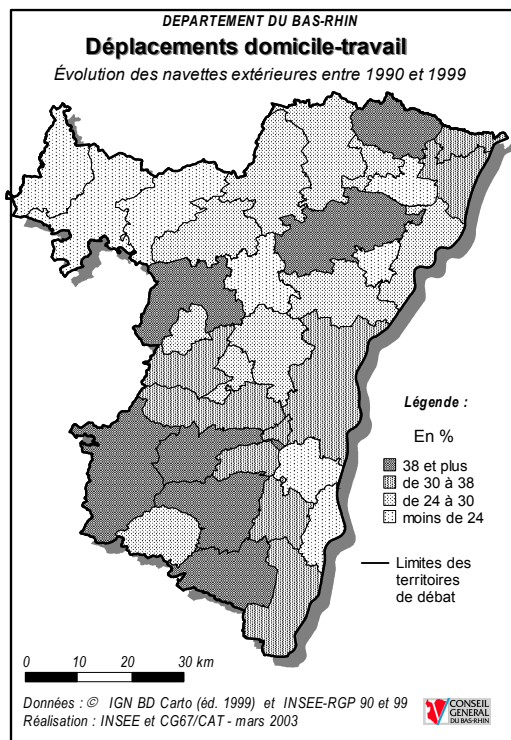 DEPARTEMENT DU BAS-RHIN
Déplacements domicile-travail
Évolution des navettes extérieures entre 1990 et 1999
Légende :
En %
38 et plus
de 30 à 38
de 24 à 30
moins de 24
Limites des
territoires
de débat
0 10 20 30 km
Données : © IGN BD Carto (éd. 1999) et INSEE-RGP 90 et 99
Réalisation : INSEE et CG67/CAT - mars 2003
CONSEIL
GENERAL
DU BAS-RHIN